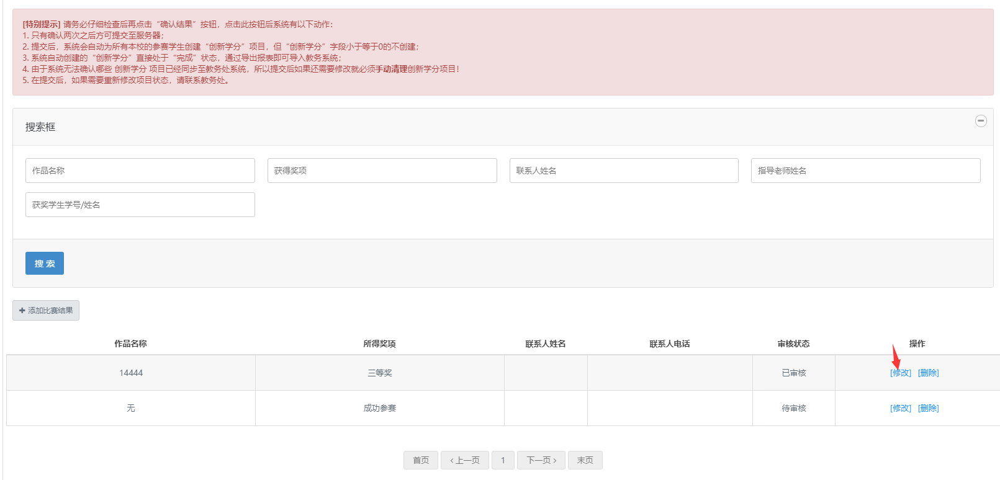 [特别提示] 请务必仔细检查后再点击“确认结果”按钮，点击此按钮后系统有以下动作：
1. 只有确认两次之后方可提交至服务器；
2. 提交后，系统会自动为所有本校的参赛学生创建“创新学分”项目，但“创新学分”字段小于等于0的不创建；
3. 系统自动创建的“创新学分”直接处于“完成”状态，通过导出报表即可导入教务系统；
4. 由于系统无法确认哪些 创新学分 项目已经同步至教务处系统，所以提交后如果还需要修改就必须手动清理创新学分项目！
5. 在提交后，如果需要重新修改项目状态，请联系教务处。
搜索框
作品名称 获得奖项 联系人姓名 指导老师姓名
获奖学生学号/姓名
搜 索
添加比赛结果
作品名称 所得奖项 联系人姓名 联系人电话 审核状态 操作
14444 三等奖 已审核 [修改] [删除]
无 成功参赛 待审核 [修改] [删除]
首页 ‹ 上一页 1 下一页 › 末页